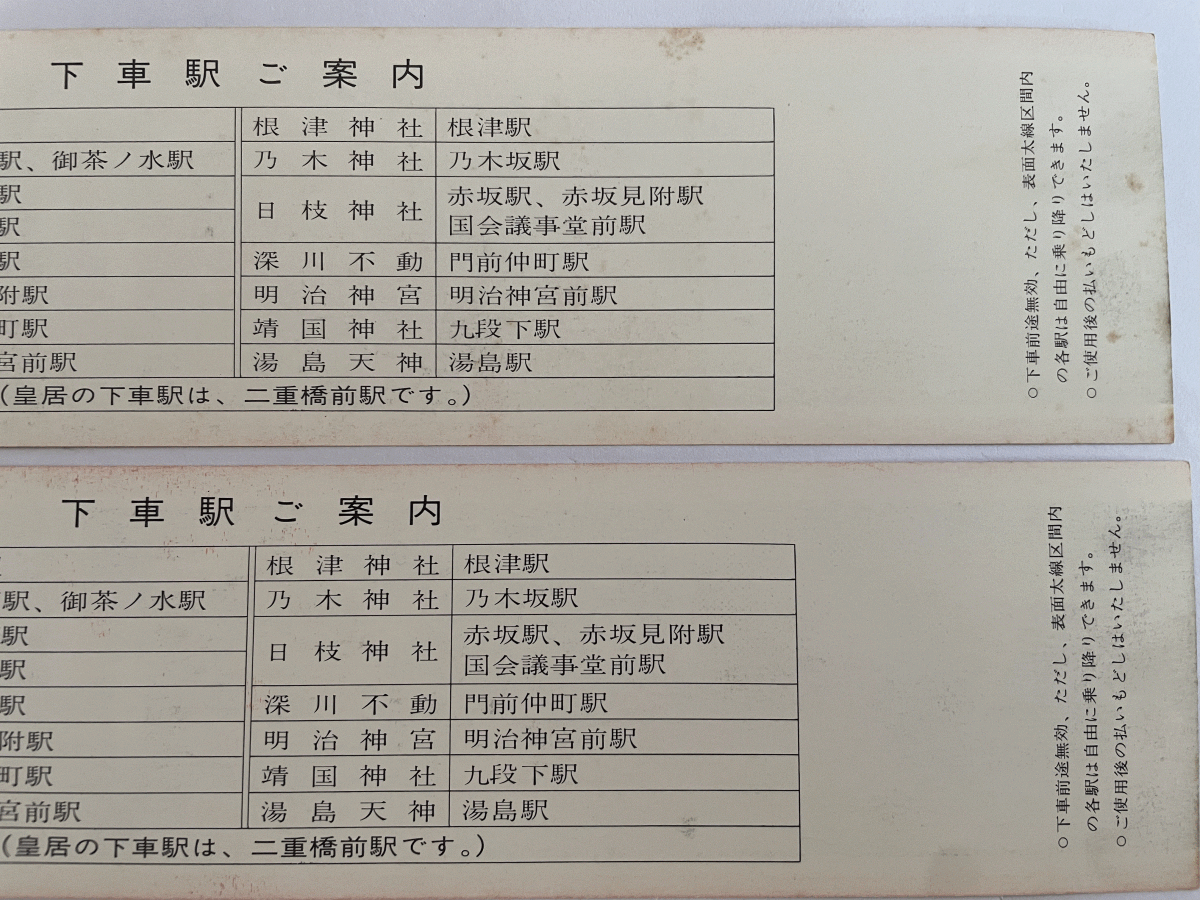 下車駅ご案内
駅、御茶ノ水駅
駅
駅
駅
附駅
町駅
宮前駅
根津神社 根津駅
乃木神社 乃木坂駅
日枝神社 赤坂駅、赤坂見附駅
国会議事堂前駅
深川不動 門前仲町駅
明治神宮 明治神宮前駅
靖国神社 九段下駅
湯島天神 湯島駅
(皇居の下車駅は、二重橋前駅です。)
○下車前途無効、ただし、表面太線区間内
の各駅は自由に乗り降りできます。
○ご使用後の払いもどしはいたしません。
下車駅ご案内
駅、御茶ノ水駅
駅
駅
駅
附駅
町駅
宮前駅
根津神社 根津駅
乃木神社 乃木坂駅
日枝神社 赤坂駅、赤坂見附駅
国会議事堂前駅
深川不動 門前仲町駅
明治神宮 明治神宮前駅
靖国神社 九段下駅
湯島天神 湯島駅
(皇居の下車駅は、二重橋前駅です。)
○下車前途無効、ただし、表面太線区間内
の各駅は自由に乗り降りできます。
○ご使用後の払いもどしはいたしません。